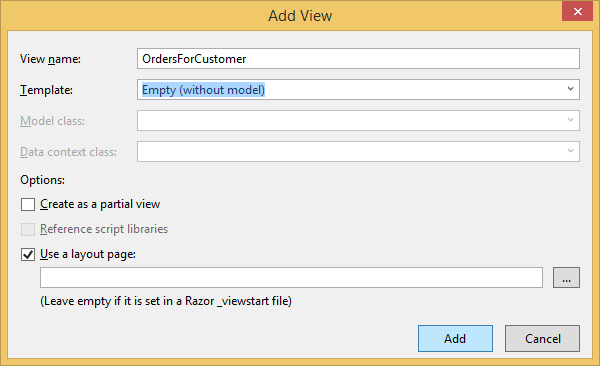 Add View
View name:
OrdersForCustomer
Template:
Empty (without model)
Model class:
Data context class:
Options:
Create as a partial view
Reference script libraries
Use a layout page:
...
(Leave empty if it is set in a Razor _viewstart file)
Add
Cancel